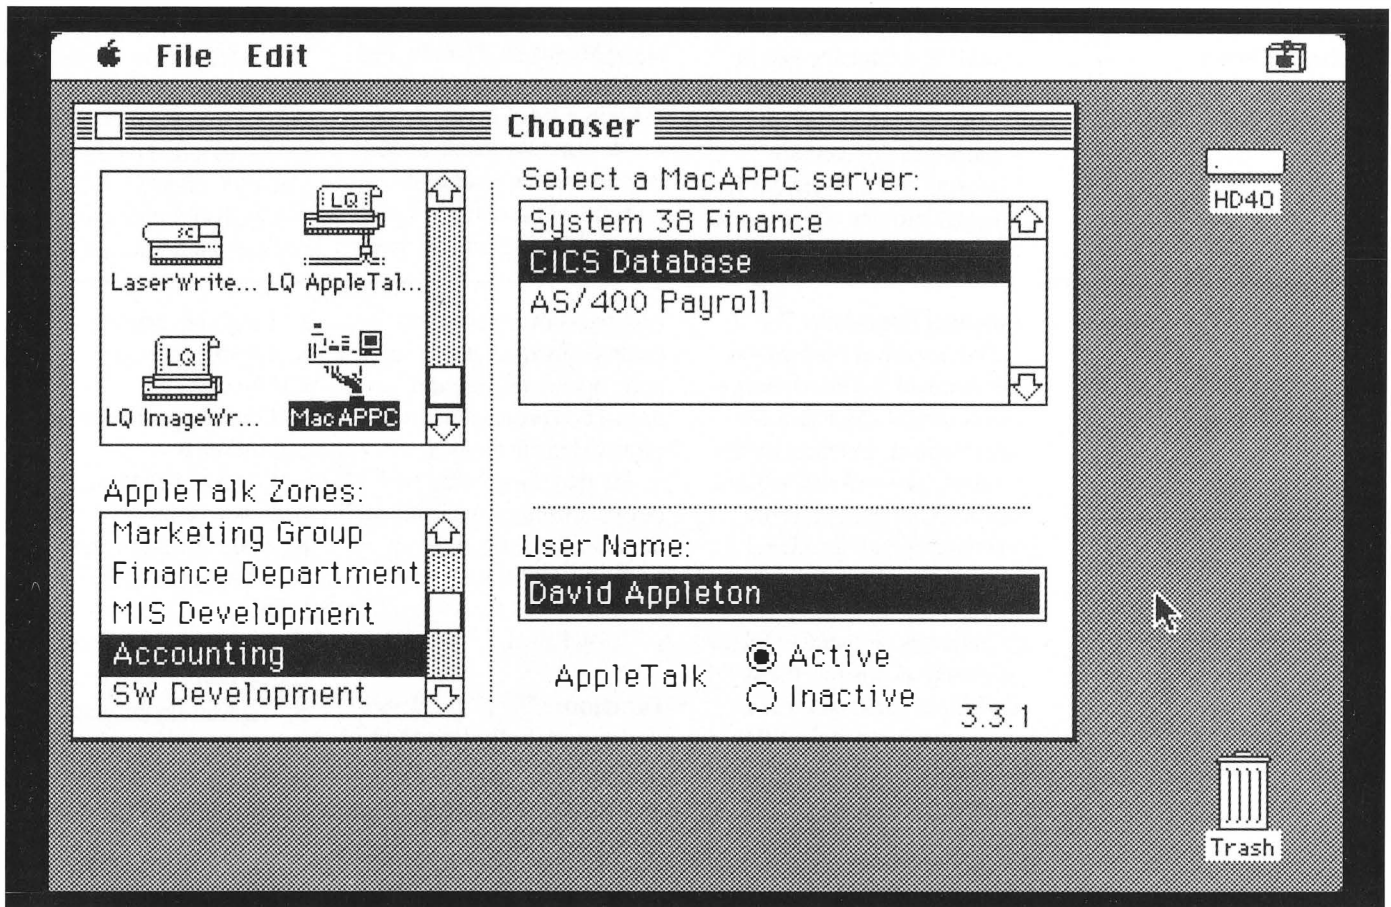 File Edit
Chooser
SC
LaserWrite...
LQ
LQ AppleTal...
LQ
LQ ImageWr...
MacAPPC
AppleTalk Zones:
Marketing Group
Finance Department
MIS Development
Accounting
SW Development
Select a MacAPPC server:
System 38 Finance
CICS Database
AS/400 Payroll
User Name:
David Appleton
AppleTalk
Active
Inactive
3.3.1
HD40
Trash